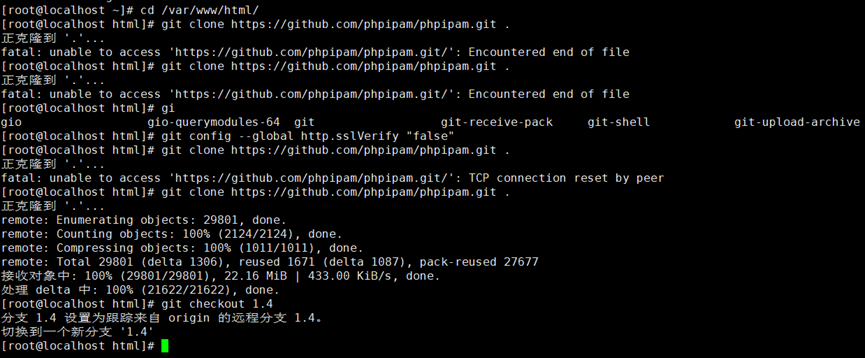 [root@localhost ~]# cd /var/www/html/
[root@localhost html]# git clone https://github.com/phpipam/phpipam.git .
正克隆到 '.'...
fatal: unable to access 'https://github.com/phpipam/phpipam.git/': Encountered end of file
[root@localhost html]# git clone https://github.com/phpipam/phpipam.git .
正克隆到 '.'...
fatal: unable to access 'https://github.com/phpipam/phpipam.git/': Encountered end of file
[root@localhost html]# gi
gio gio-querymodules-64 git git-receive-pack git-shell git-upload-archive
[root@localhost html]# git config --global http.sslVerify "false"
[root@localhost html]# git clone https://github.com/phpipam/phpipam.git .
正克隆到 '.'...
fatal: unable to access 'https://github.com/phpipam/phpipam.git/': TCP connection reset by peer
[root@localhost html]# git clone https://github.com/phpipam/phpipam.git .
正克隆到 '.'...
remote: Enumerating objects: 29801, done.
remote: Counting objects: 100% (2124/2124), done.
remote: Compressing objects: 100% (1011/1011), done.
remote: Total 29801 (delta 1306), reused 1671 (delta 1087), pack-reused 27677
接收对象中: 100% (29801/29801), 22.16 MiB | 433.00 KiB/s, done.
处理 delta 中: 100% (21622/21622), done.
[root@localhost html]# git checkout 1.4
分支 1.4 设置为跟踪来自 origin 的远程分支 1.4。
切换到一个新分支 '1.4'
[root@localhost html]#